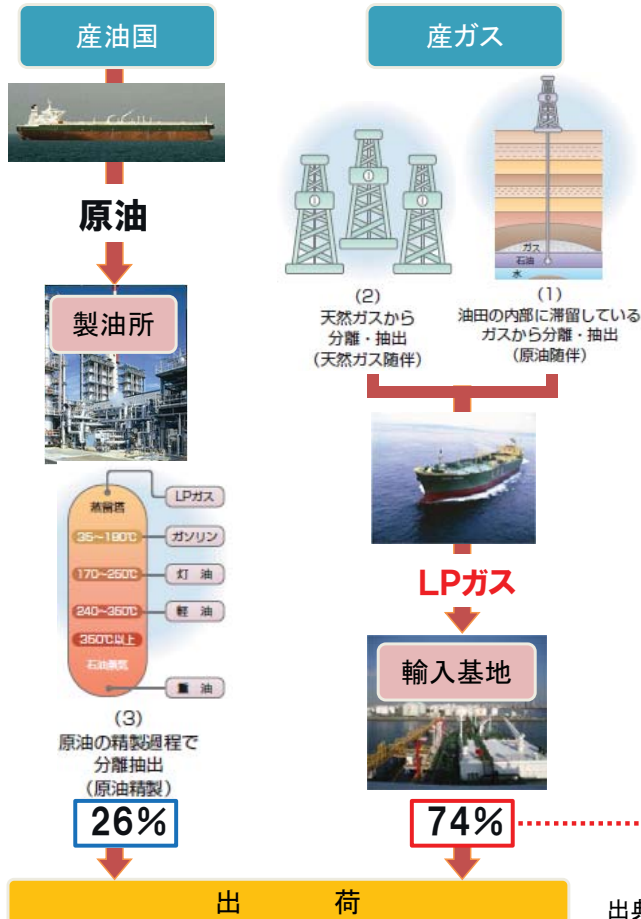 産油国
原油
製油所
蒸留塔
LPガス
35~180℃
ガソリン
170~250℃
灯 油
240~350℃
軽 油
350℃以上
石油蒸気
重 油
(3)
原油の精製過程で
分離抽出
(原油精製)
26%
産ガス
ガス
石油
水
(2)
天然ガスから
分離・抽出
(天然ガス随伴)
(1)
油田の内部に滞留している
ガスから分離・抽出
(原油随伴)
LPガス
輸入基地
74%
出 荷